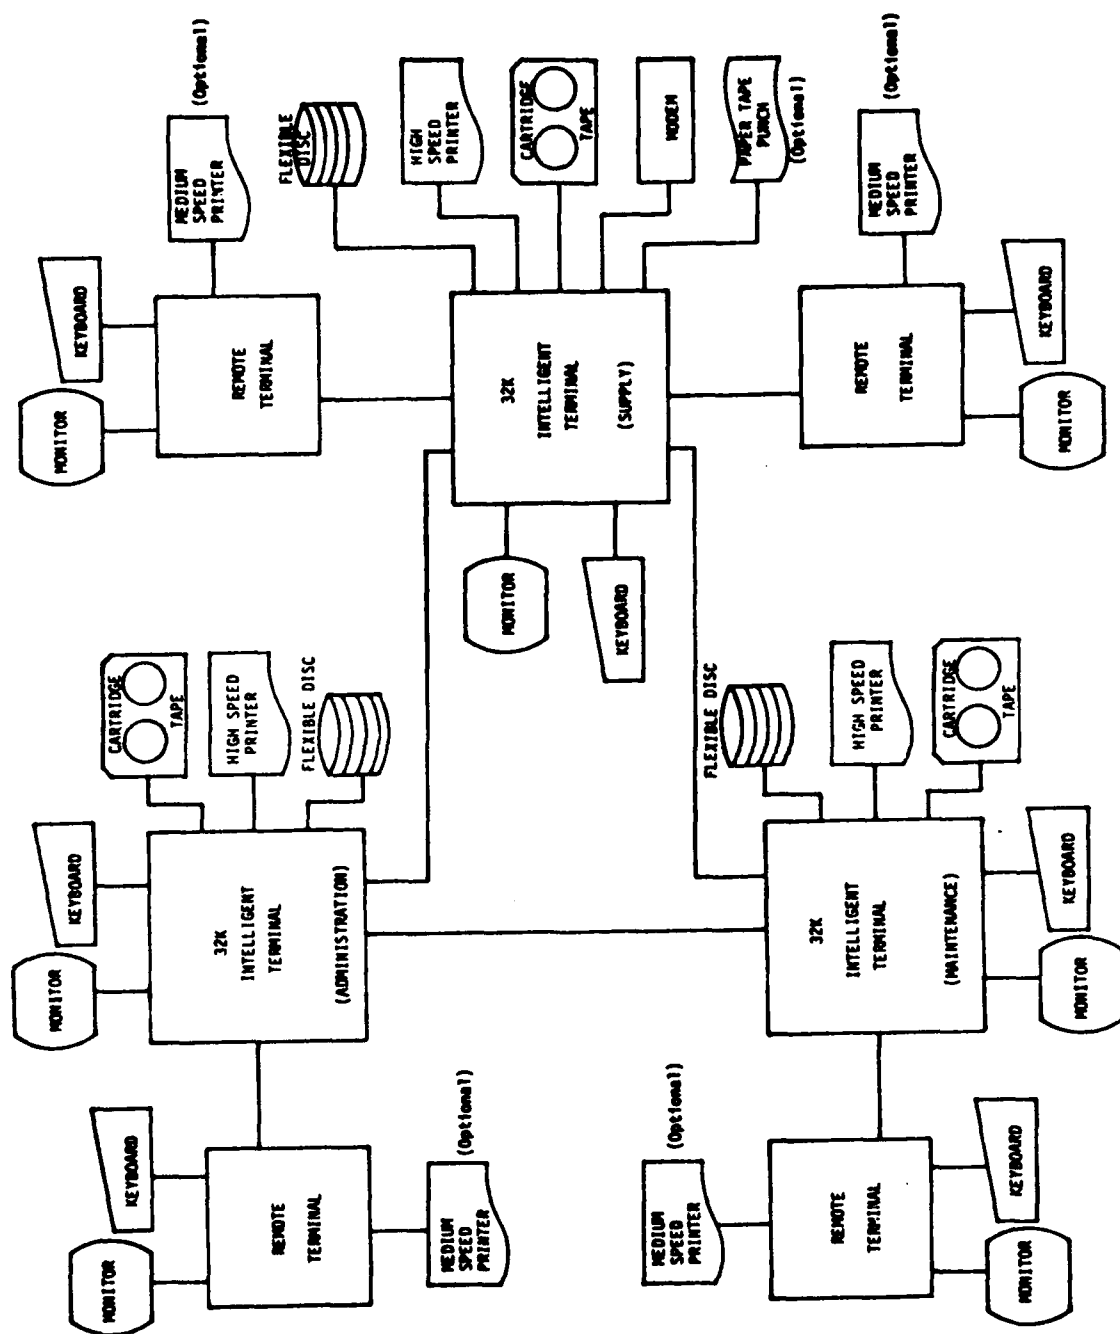 MONITOR
KEYBOARD
REMOTE
TERMINAL
MEDIUM
SPEED
PRINTER
(Optional)
MONITOR
KEYBOARD
32K
INTELLIGENT
TERMINAL
(ADMINISTRATION)
CARTRIDGE
TAPE
HIGH SPEED
PRINTER
FLEXIBLE DISC
MONITOR
KEYBOARD
REMOTE
TERMINAL
MEDIUM
SPEED
PRINTER
(Optional)
MEDIUM
SPEED
PRINTER
(Optional)
REMOTE
TERMINAL
MONITOR
KEYBOARD
32K
INTELLIGENT
TERMINAL
(MAINTENANCE)
MONITOR
KEYBOARD
FLEXIBLE DISC
HIGH SPEED
PRINTER
CARTRIDGE
TAPE
MONITOR
KEYBOARD
32K
INTELLIGENT
TERMINAL
(SUPPLY)
FLEXIBLE
DISC
HIGH
SPEED
PRINTER
CARTRIDGE
TAPE
MODEM
PAPER TAPE
PUNCH
(Optional)
REMOTE
TERMINAL
MEDIUM
SPEED
PRINTER
(Optional)
MONITOR
KEYBOARD